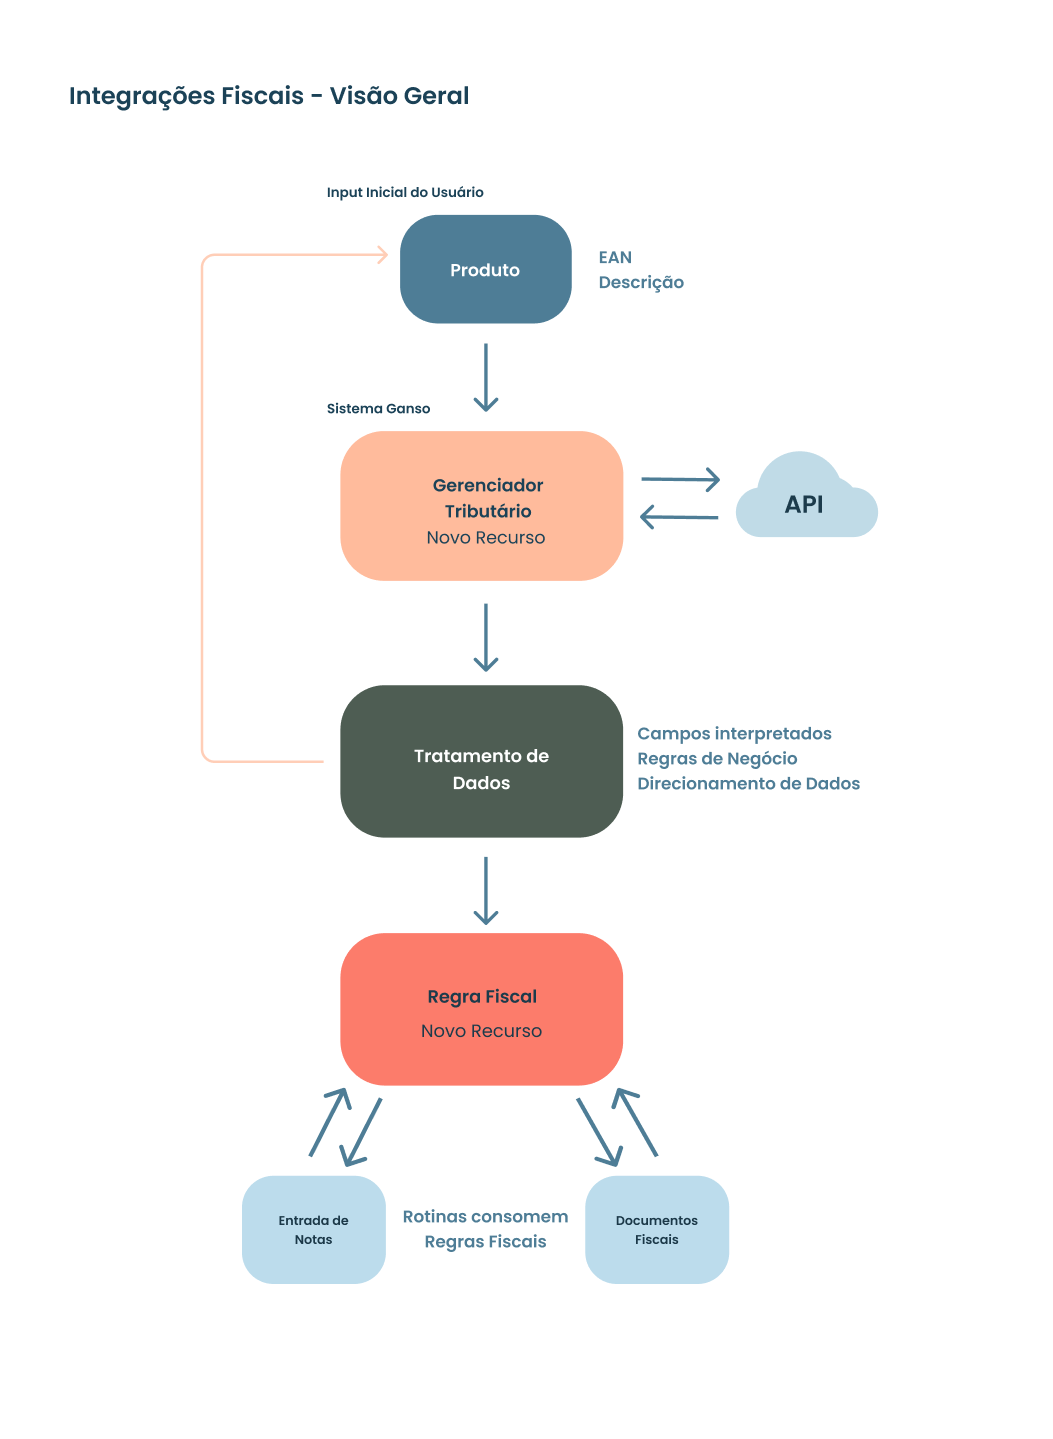 Integrações Fiscais - Visão Geral
Input Inicial do Usuário
Produto
EAN
Descrição
Sistema Ganso
Gerenciador
Tributário
Novo Recurso
API
Tratamento de
Dados
Campos interpretados
Regras de Negócio
Direcionamento de Dados
Regra Fiscal
Novo Recurso
Entrada de
Notas
Rotinas consomem
Regras Fiscais
Documentos
Fiscais